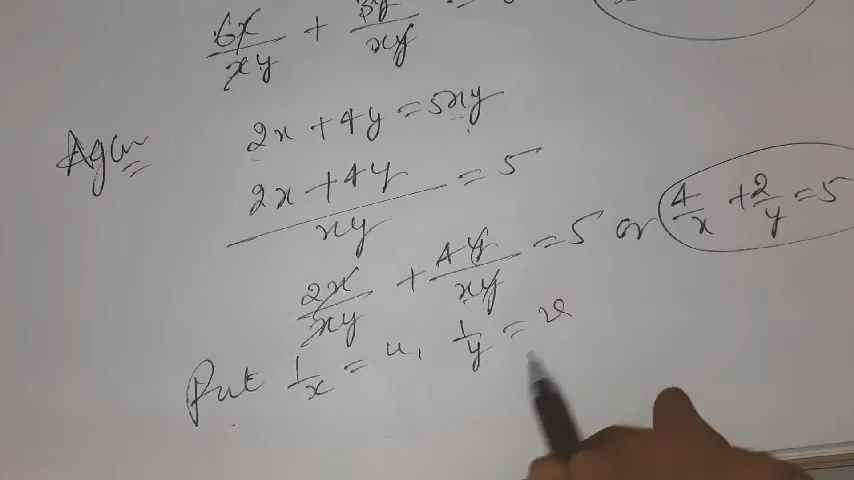 6x/xy + 3y/xy =
Again 2x + 4y = 5xy
(2x + 4y)/xy = 5
2x/xy + 4y/xy = 5 or 4/x + 2/y = 5
Put 1/x = u, 1/y = v